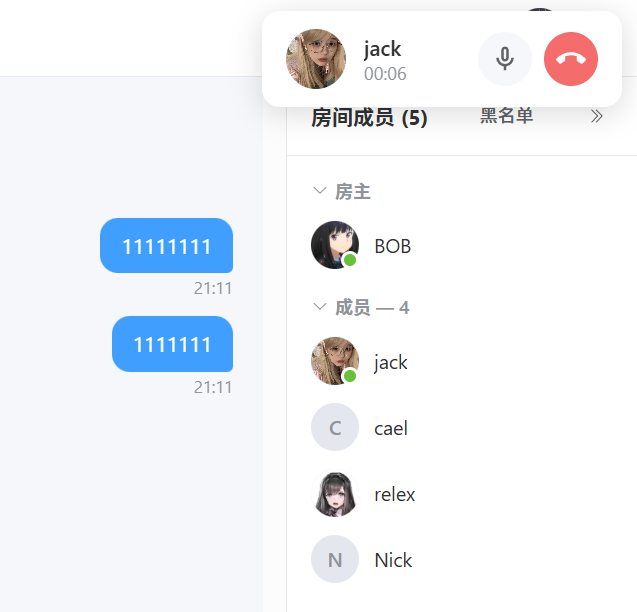 jack
00:06
房间成员 (5)
黑名单
房主
BOB
成员 — 4
jack
C
cael
relex
N
Nick
11111111
21:11
1111111
21:11